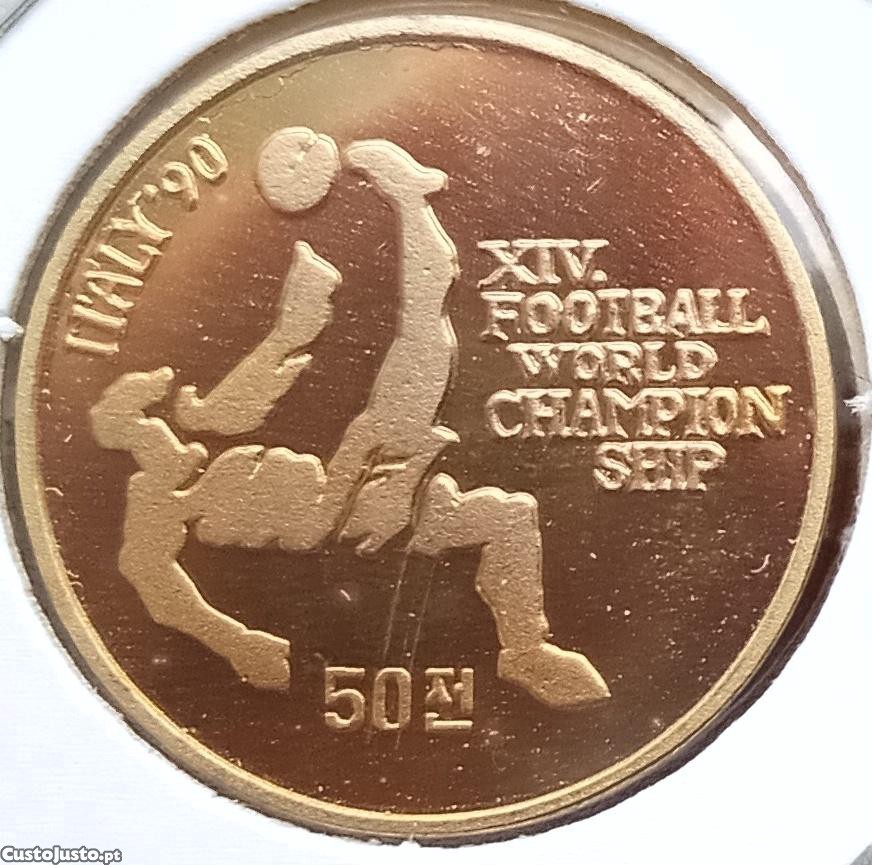 ITALY'90
XIV.
FOOTBALL
WORLD
CHAMPION
SHIP
50전
CustoJusto.pt